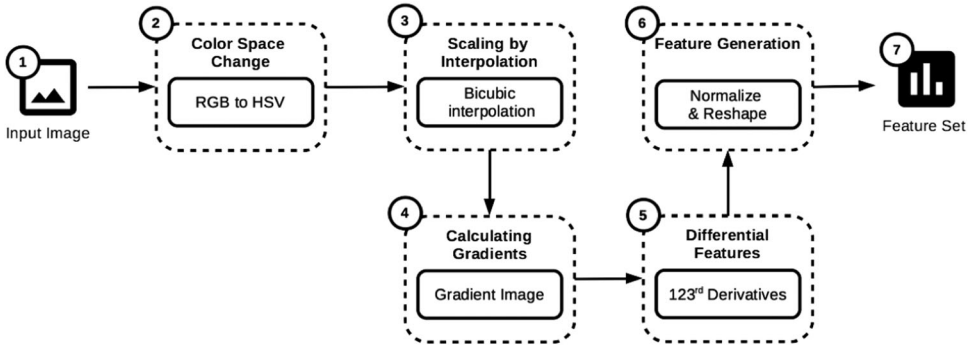 1
Input Image
2
Color Space
Change
RGB to HSV
3
Scaling by
Interpolation
Bicubic
interpolation
4
Calculating
Gradients
Gradient Image
5
Differential
Features
123rd Derivatives
6
Feature Generation
Normalize
& Reshape
7
Feature Set